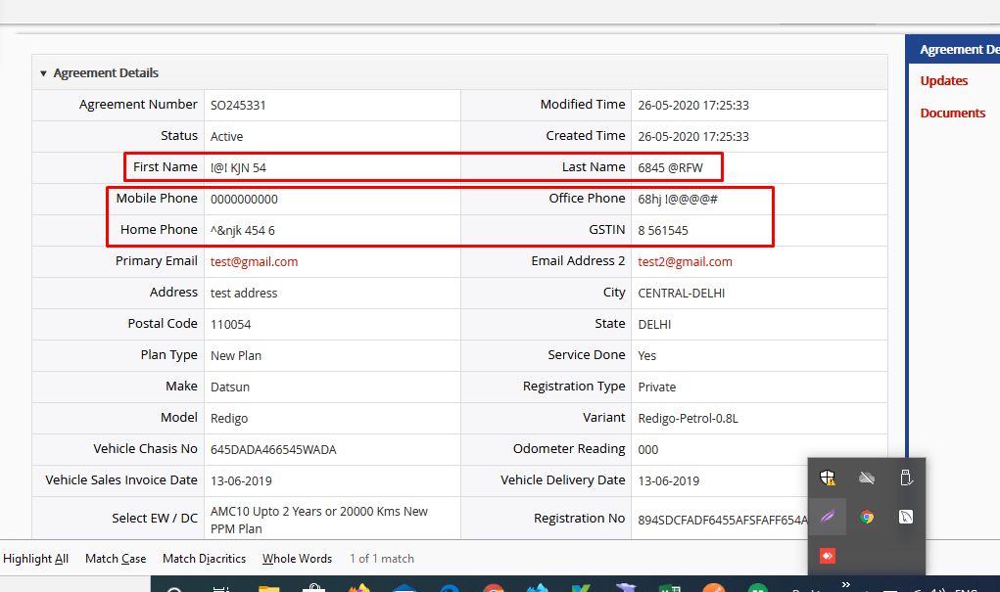 Agreement De
▼ Agreement Details
Updates
Documents
Agreement Number SO245331 Modified Time 26-05-2020 17:25:33
Status Active Created Time 26-05-2020 17:25:33
First Name !@! KJN 54 Last Name 6845 @RFW
Mobile Phone 0000000000 Office Phone 68hj !@@@@#
Home Phone ^&njk 454 6 GSTIN 8 561545
Primary Email test@gmail.com Email Address 2 test2@gmail.com
Address test address City CENTRAL-DELHI
Postal Code 110054 State DELHI
Plan Type New Plan Service Done Yes
Make Datsun Registration Type Private
Model Redigo Variant Redigo-Petrol-0.8L
Vehicle Chasis No 645DADA466545WADA Odometer Reading 000
Vehicle Sales Invoice Date 13-06-2019 Vehicle Delivery Date 13-06-2019
Select EW / DC AMC10 Upto 2 Years or 20000 Kms New
PPM Plan
Registration No 894SDCFADF6455AFSFAFF654A
Highlight All Match Case Match Diacritics Whole Words 1 of 1 match